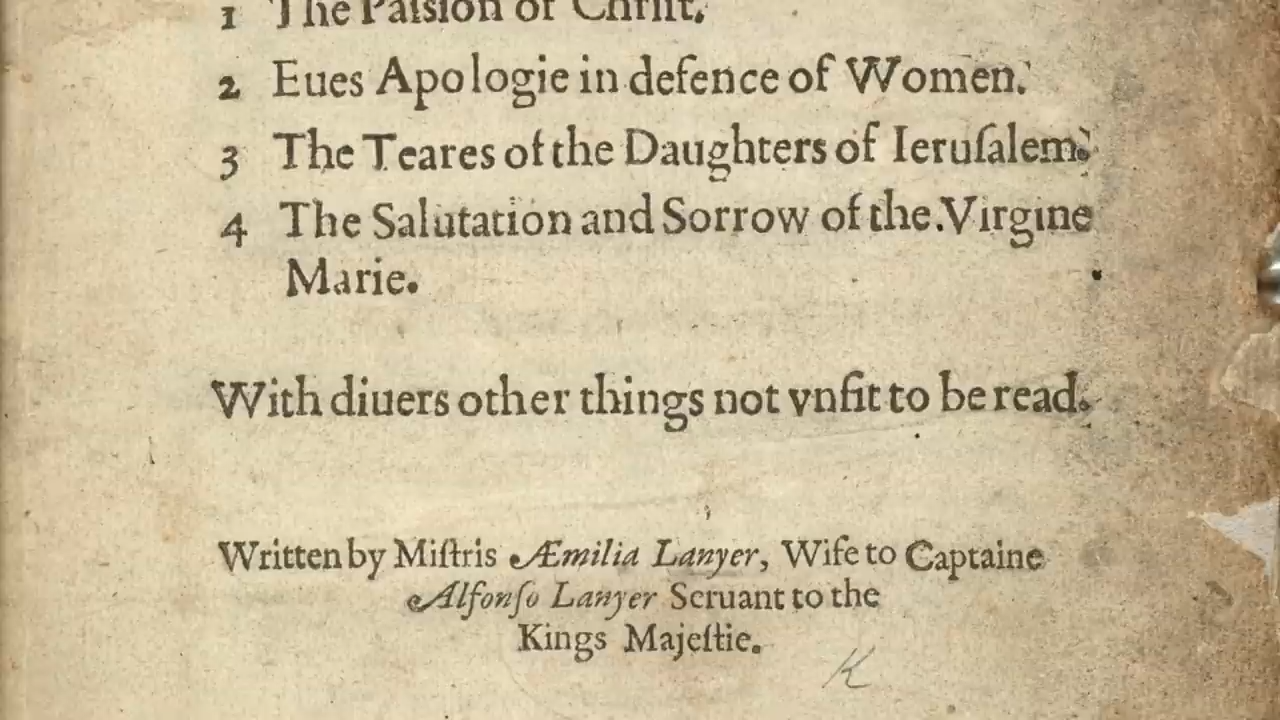 1 The Paſsion of Chriſt.
2 Eues Apologie in defence of Women.
3 The Teares of the Daughters of Ieruſalem.
4 The Salutation and Sorrow of the Virgine
Marie.
With diuers other things not vnfit to be read.
Written by Miſtris Æmilia Lanyer, Wife to Captaine
Alfonſo Lanyer Seruant to the
Kings Majeſtie.
K